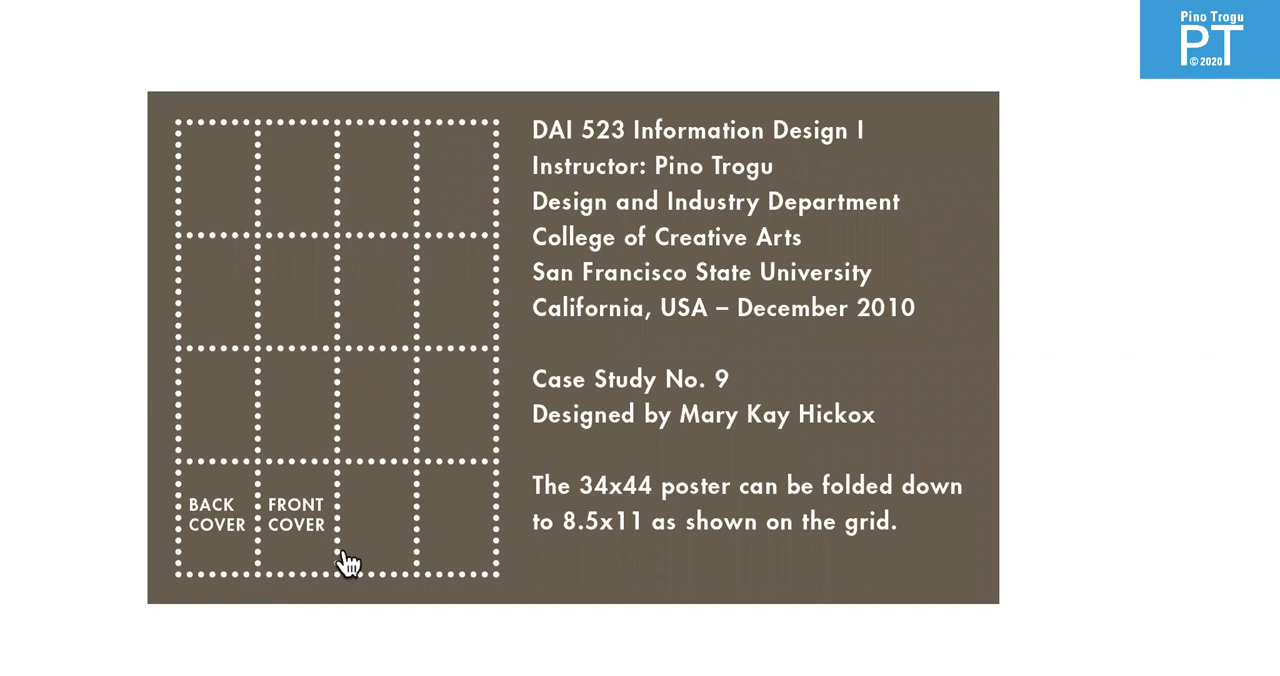 Pino Trogu
PT
© 2020
DAI 523 Information Design I
Instructor: Pino Trogu
Design and Industry Department
College of Creative Arts
San Francisco State University
California, USA – December 2010
Case Study No. 9
Designed by Mary Kay Hickox
The 34x44 poster can be folded down
to 8.5x11 as shown on the grid.
BACK
COVER
FRONT
COVER